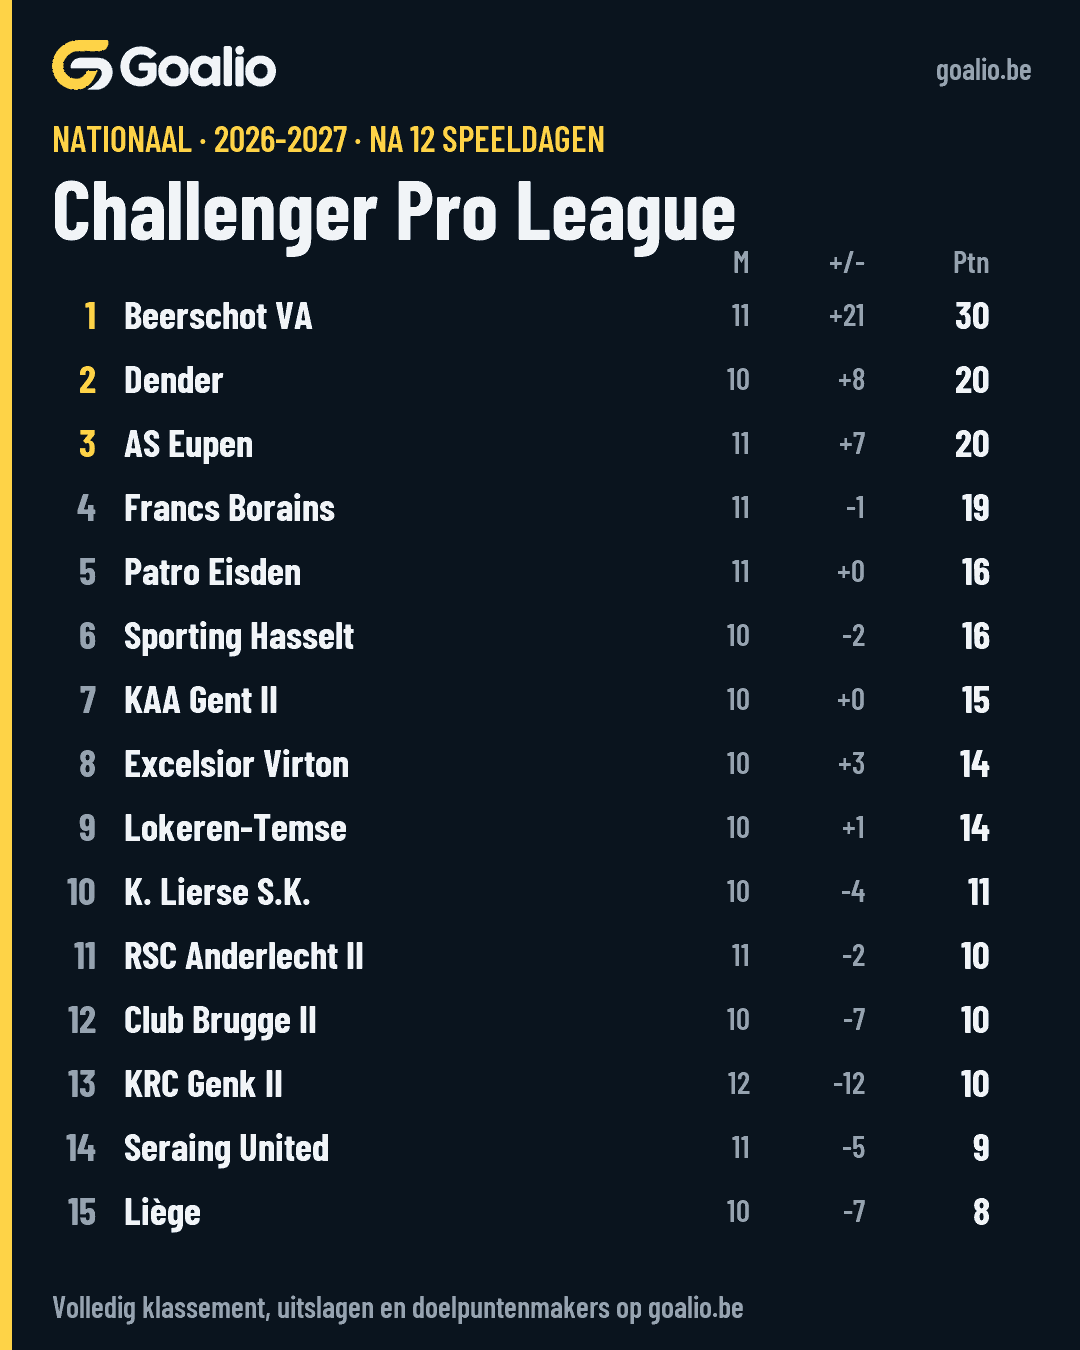 Goalio
goalio.be
NATIONAAL · 2026-2027 · NA 12 SPEELDAGEN
Challenger Pro League
M +/- Ptn
1 Beerschot VA 11 +21 30
2 Dender 10 +8 20
3 AS Eupen 11 +7 20
4 Francs Borains 11 -1 19
5 Patro Eisden 11 +0 16
6 Sporting Hasselt 10 -2 16
7 KAA Gent II 10 +0 15
8 Excelsior Virton 10 +3 14
9 Lokeren-Temse 10 +1 14
10 K. Lierse S.K. 10 -4 11
11 RSC Anderlecht II 11 -2 10
12 Club Brugge II 10 -7 10
13 KRC Genk II 12 -12 10
14 Seraing United 11 -5 9
15 Liège 10 -7 8
Volledig klassement, uitslagen en doelpuntenmakers op goalio.be